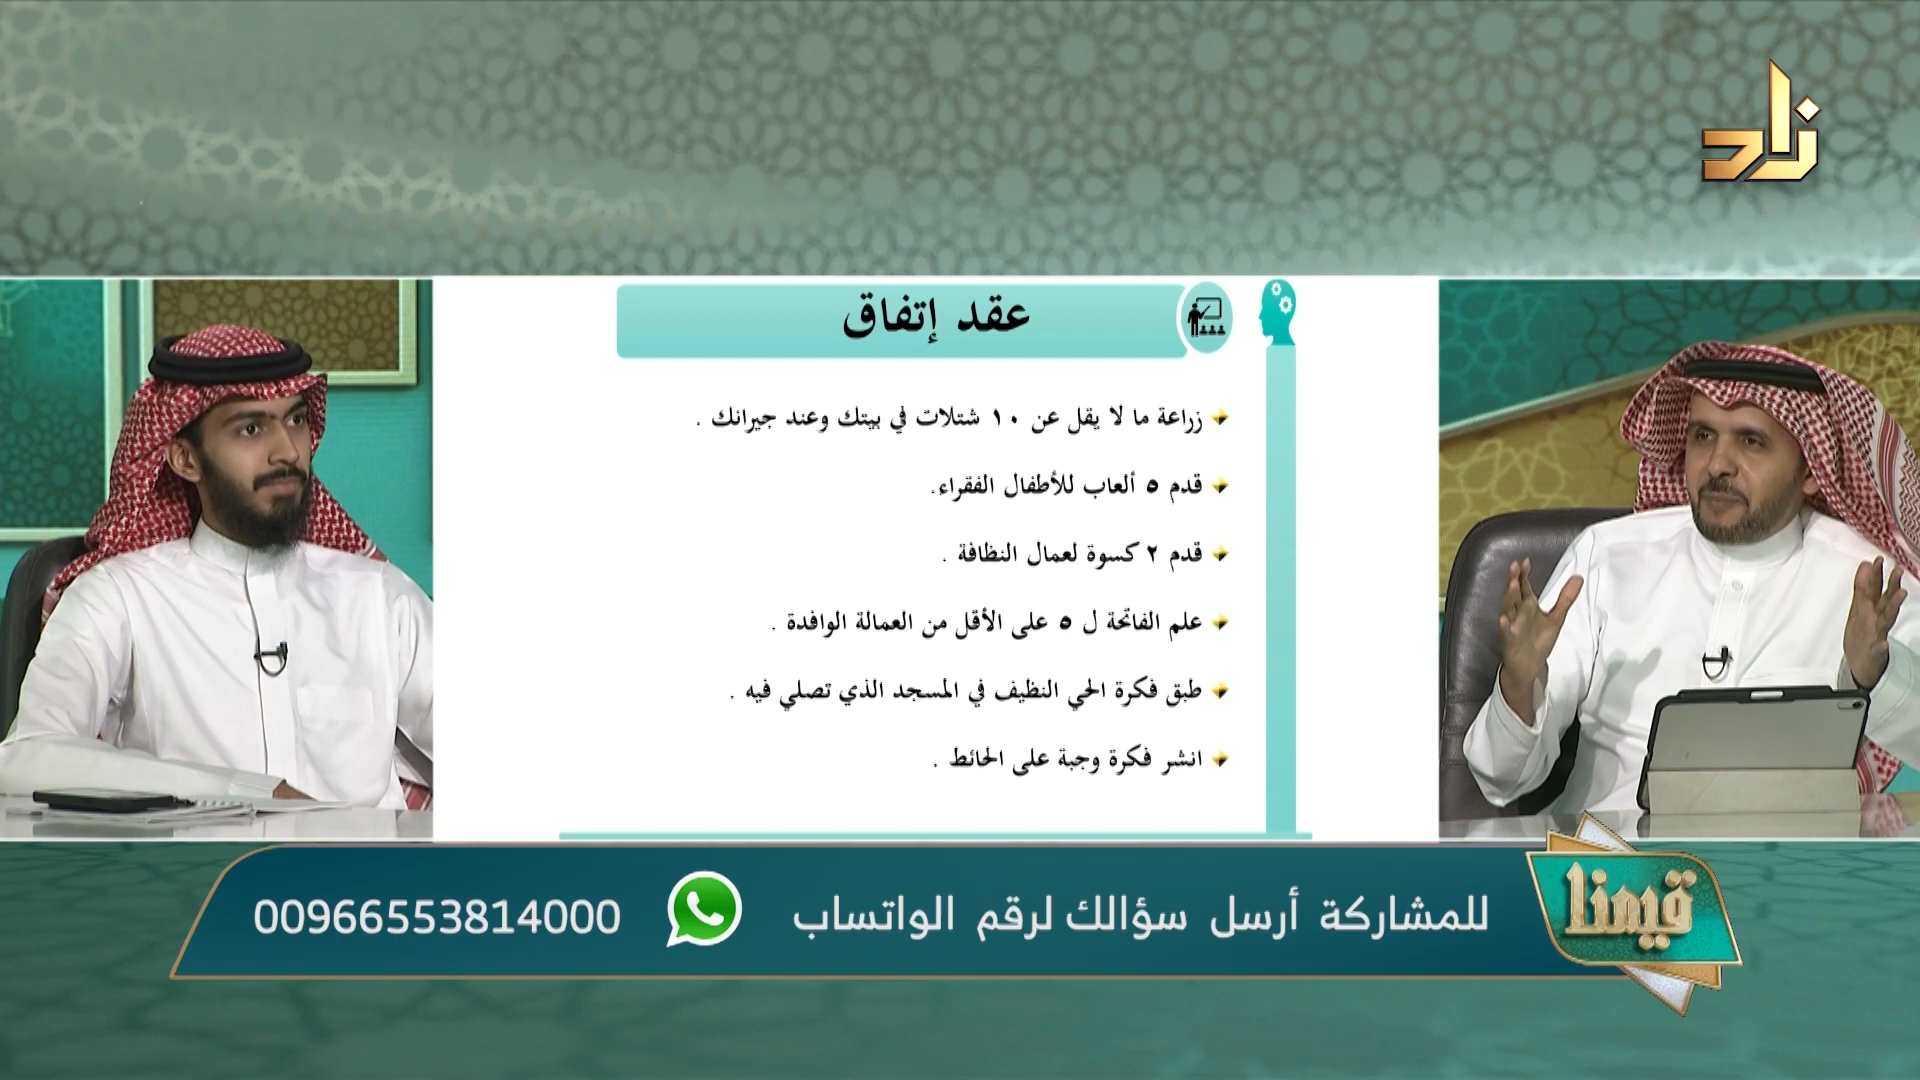 زاد
عقد إتفاق
زراعة ما لا يقل عن ١٠ شتلات في بيتك وعند جيرانك .
قدم ٥ ألعاب للأطفال الفقراء.
قدم ٢ كسوة لعمال النظافة .
علم الفاتحة ل ٥ على الأقل من العمالة الوافدة .
طبق فكرة الحي النظيف في المسجد الذي تصلي فيه .
انشر فكرة وجبة على الحائط .
قيمنا
للمشاركة أرسل سؤالك لرقم الواتساب 00966553814000